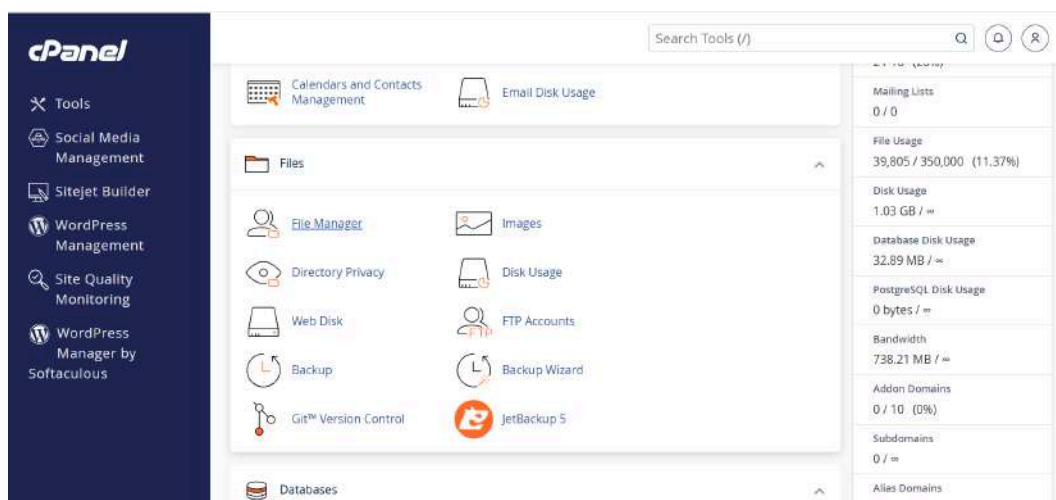 cPanel
Search Tools (/)
Tools
Social Media
Management
Sitejet Builder
WordPress
Management
Site Quality
Monitoring
WordPress
Manager by
Softaculous
Calendars and Contacts
Management
Email Disk Usage
Files
File Manager
Images
Directory Privacy
Disk Usage
Web Disk
FTP Accounts
Backup
Backup Wizard
Git™ Version Control
JetBackup 5
Databases
Mailing Lists
0 / 0
File Usage
39,805 / 350,000 (11.37%)
Disk Usage
1.03 GB / ∞
Database Disk Usage
32.89 MB / ∞
PostgreSQL Disk Usage
0 bytes / ∞
Bandwidth
738.21 MB / ∞
Addon Domains
0 / 10 (0%)
Subdomains
0 / ∞
Alias Domains